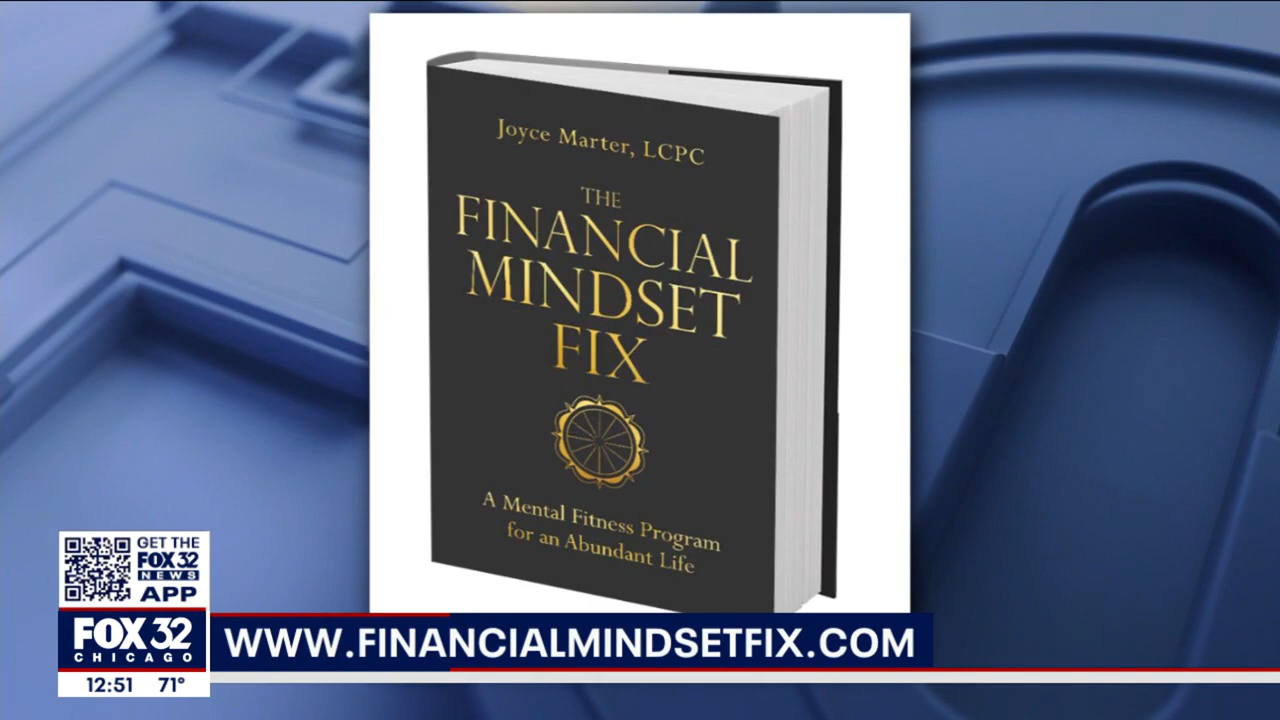 Joyce Marter, LCPC
THE
FINANCIAL
MINDSET
FIX
A Mental Fitness Program
for an Abundant Life
GET THE
FOX 32
NEWS
APP
FOX 32
CHICAGO
12:51 71°
WWW.FINANCIALMINDSETFIX.COM